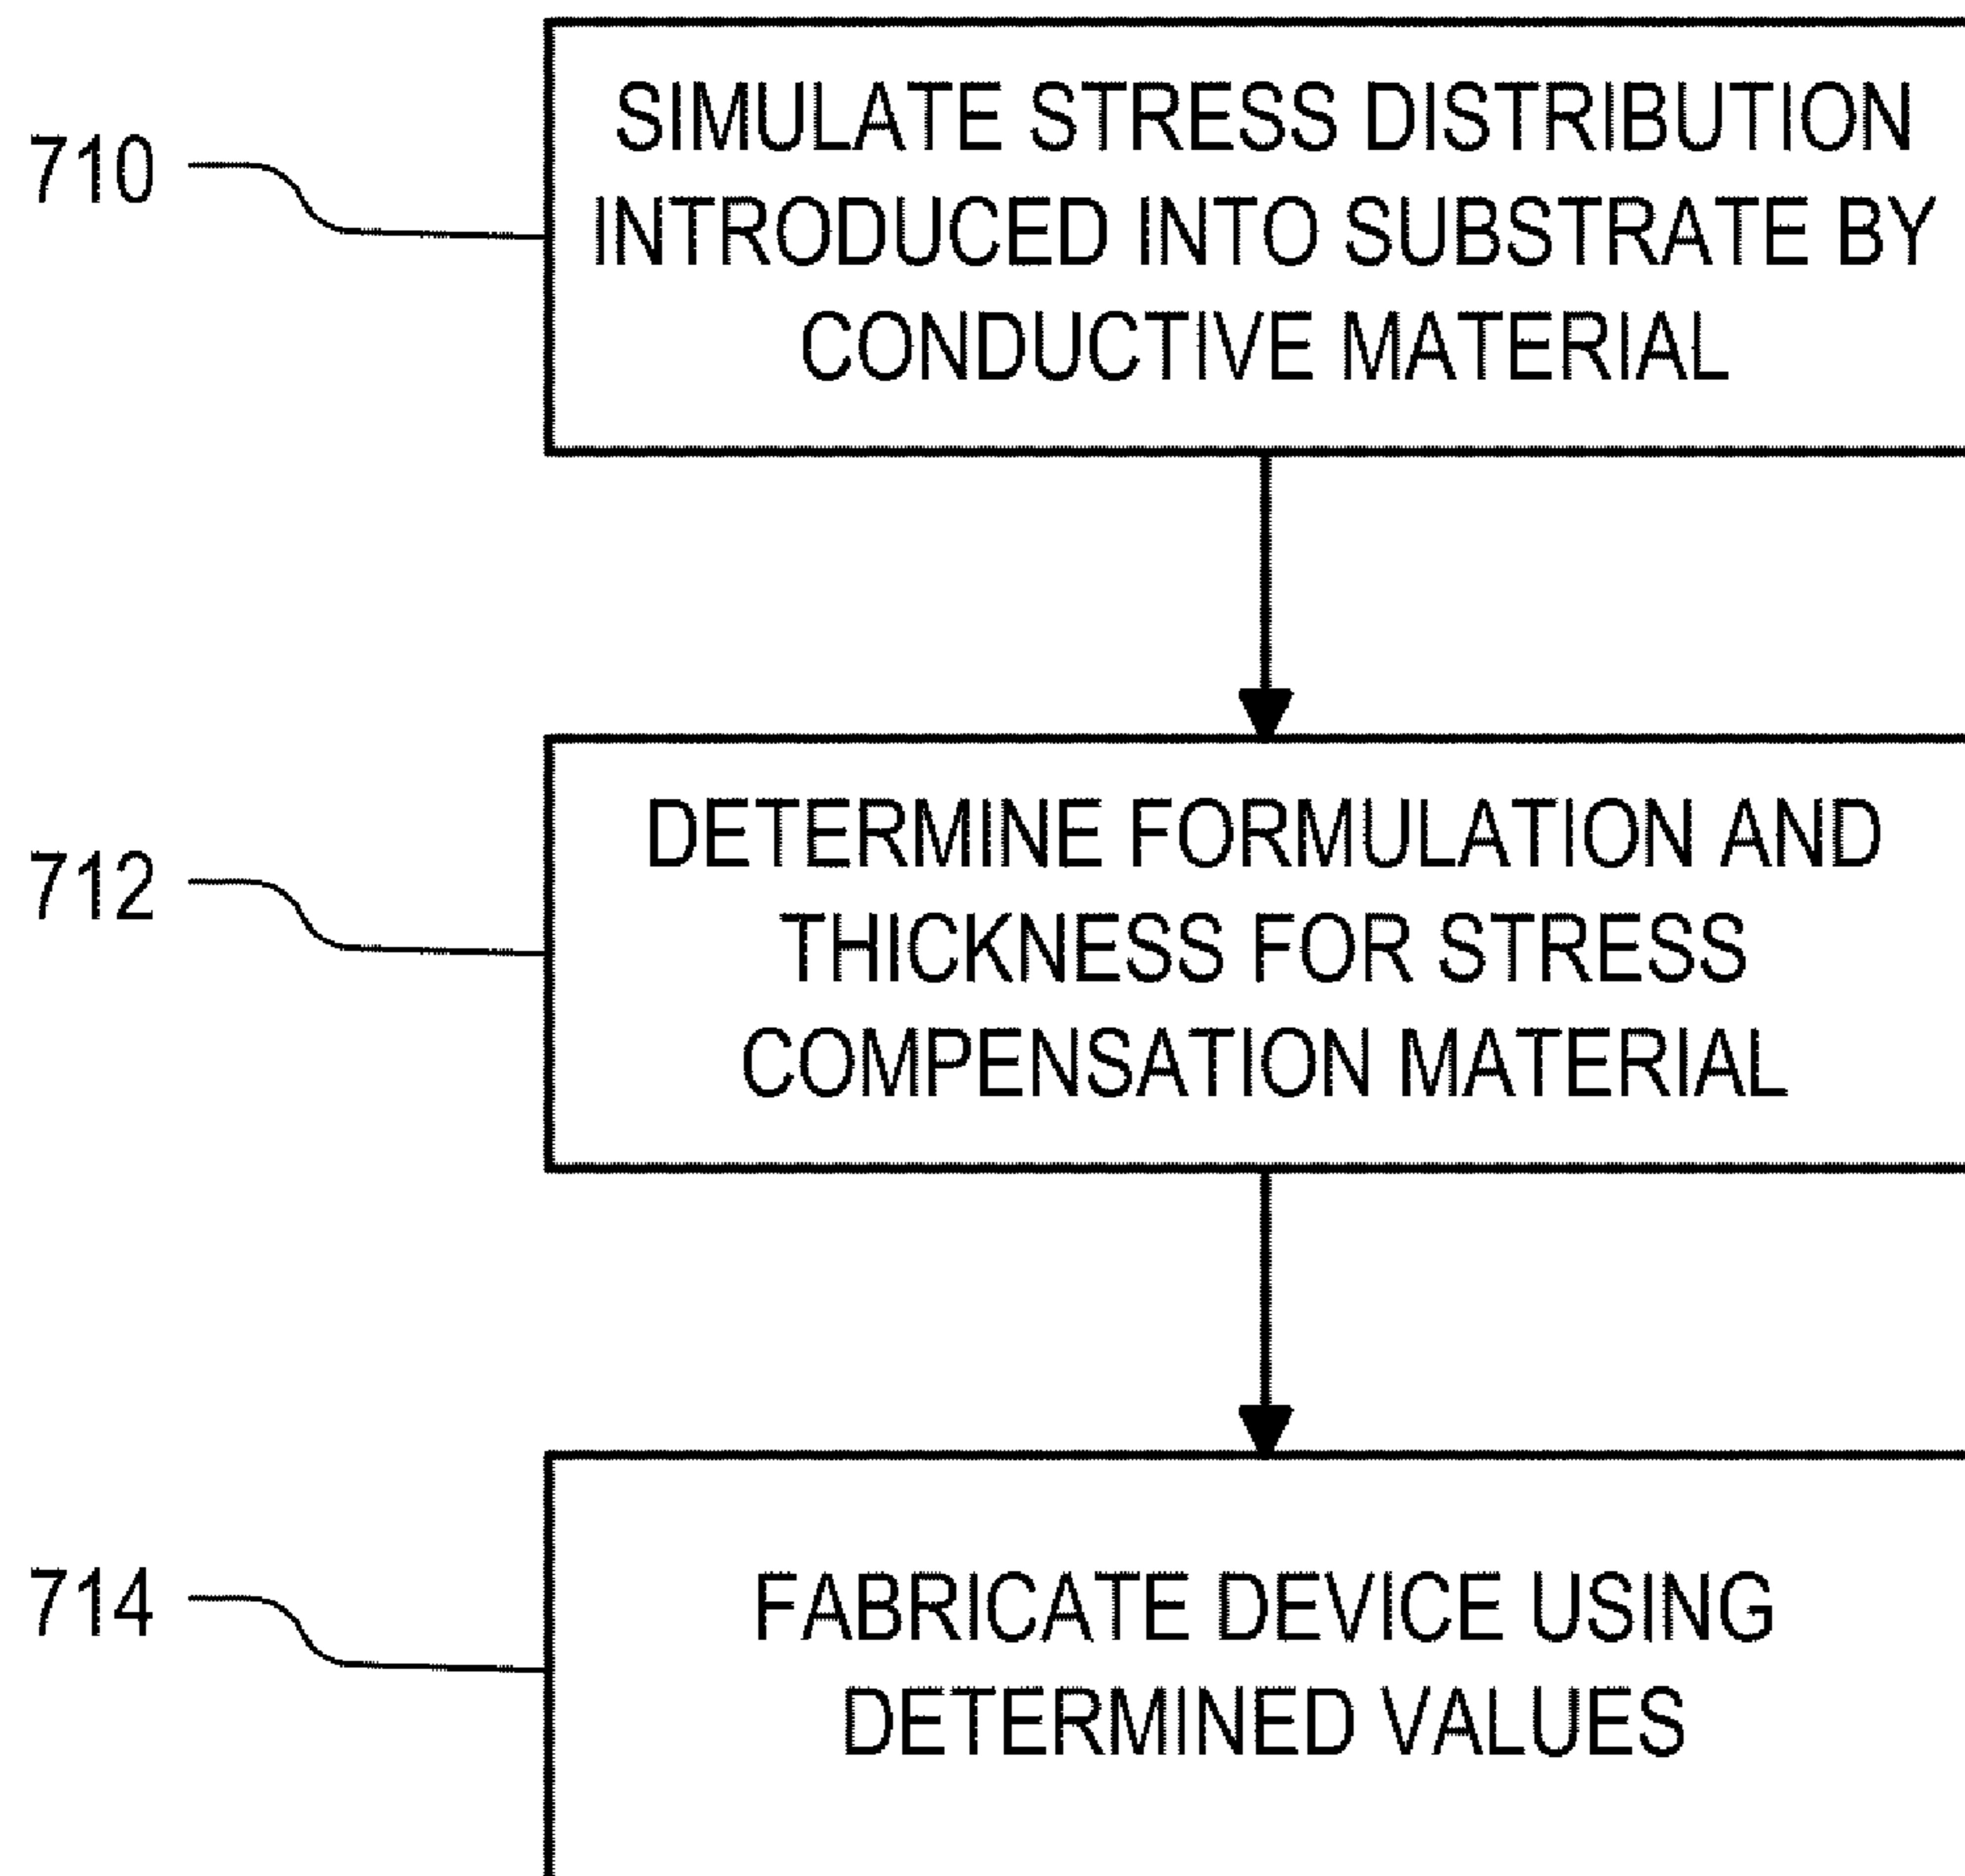 710
SIMULATE STRESS DISTRIBUTION
INTRODUCED INTO SUBSTRATE BY
CONDUCTIVE MATERIAL
712
DETERMINE FORMULATION AND
THICKNESS FOR STRESS
COMPENSATION MATERIAL
714
FABRICATE DEVICE USING
DETERMINED VALUES